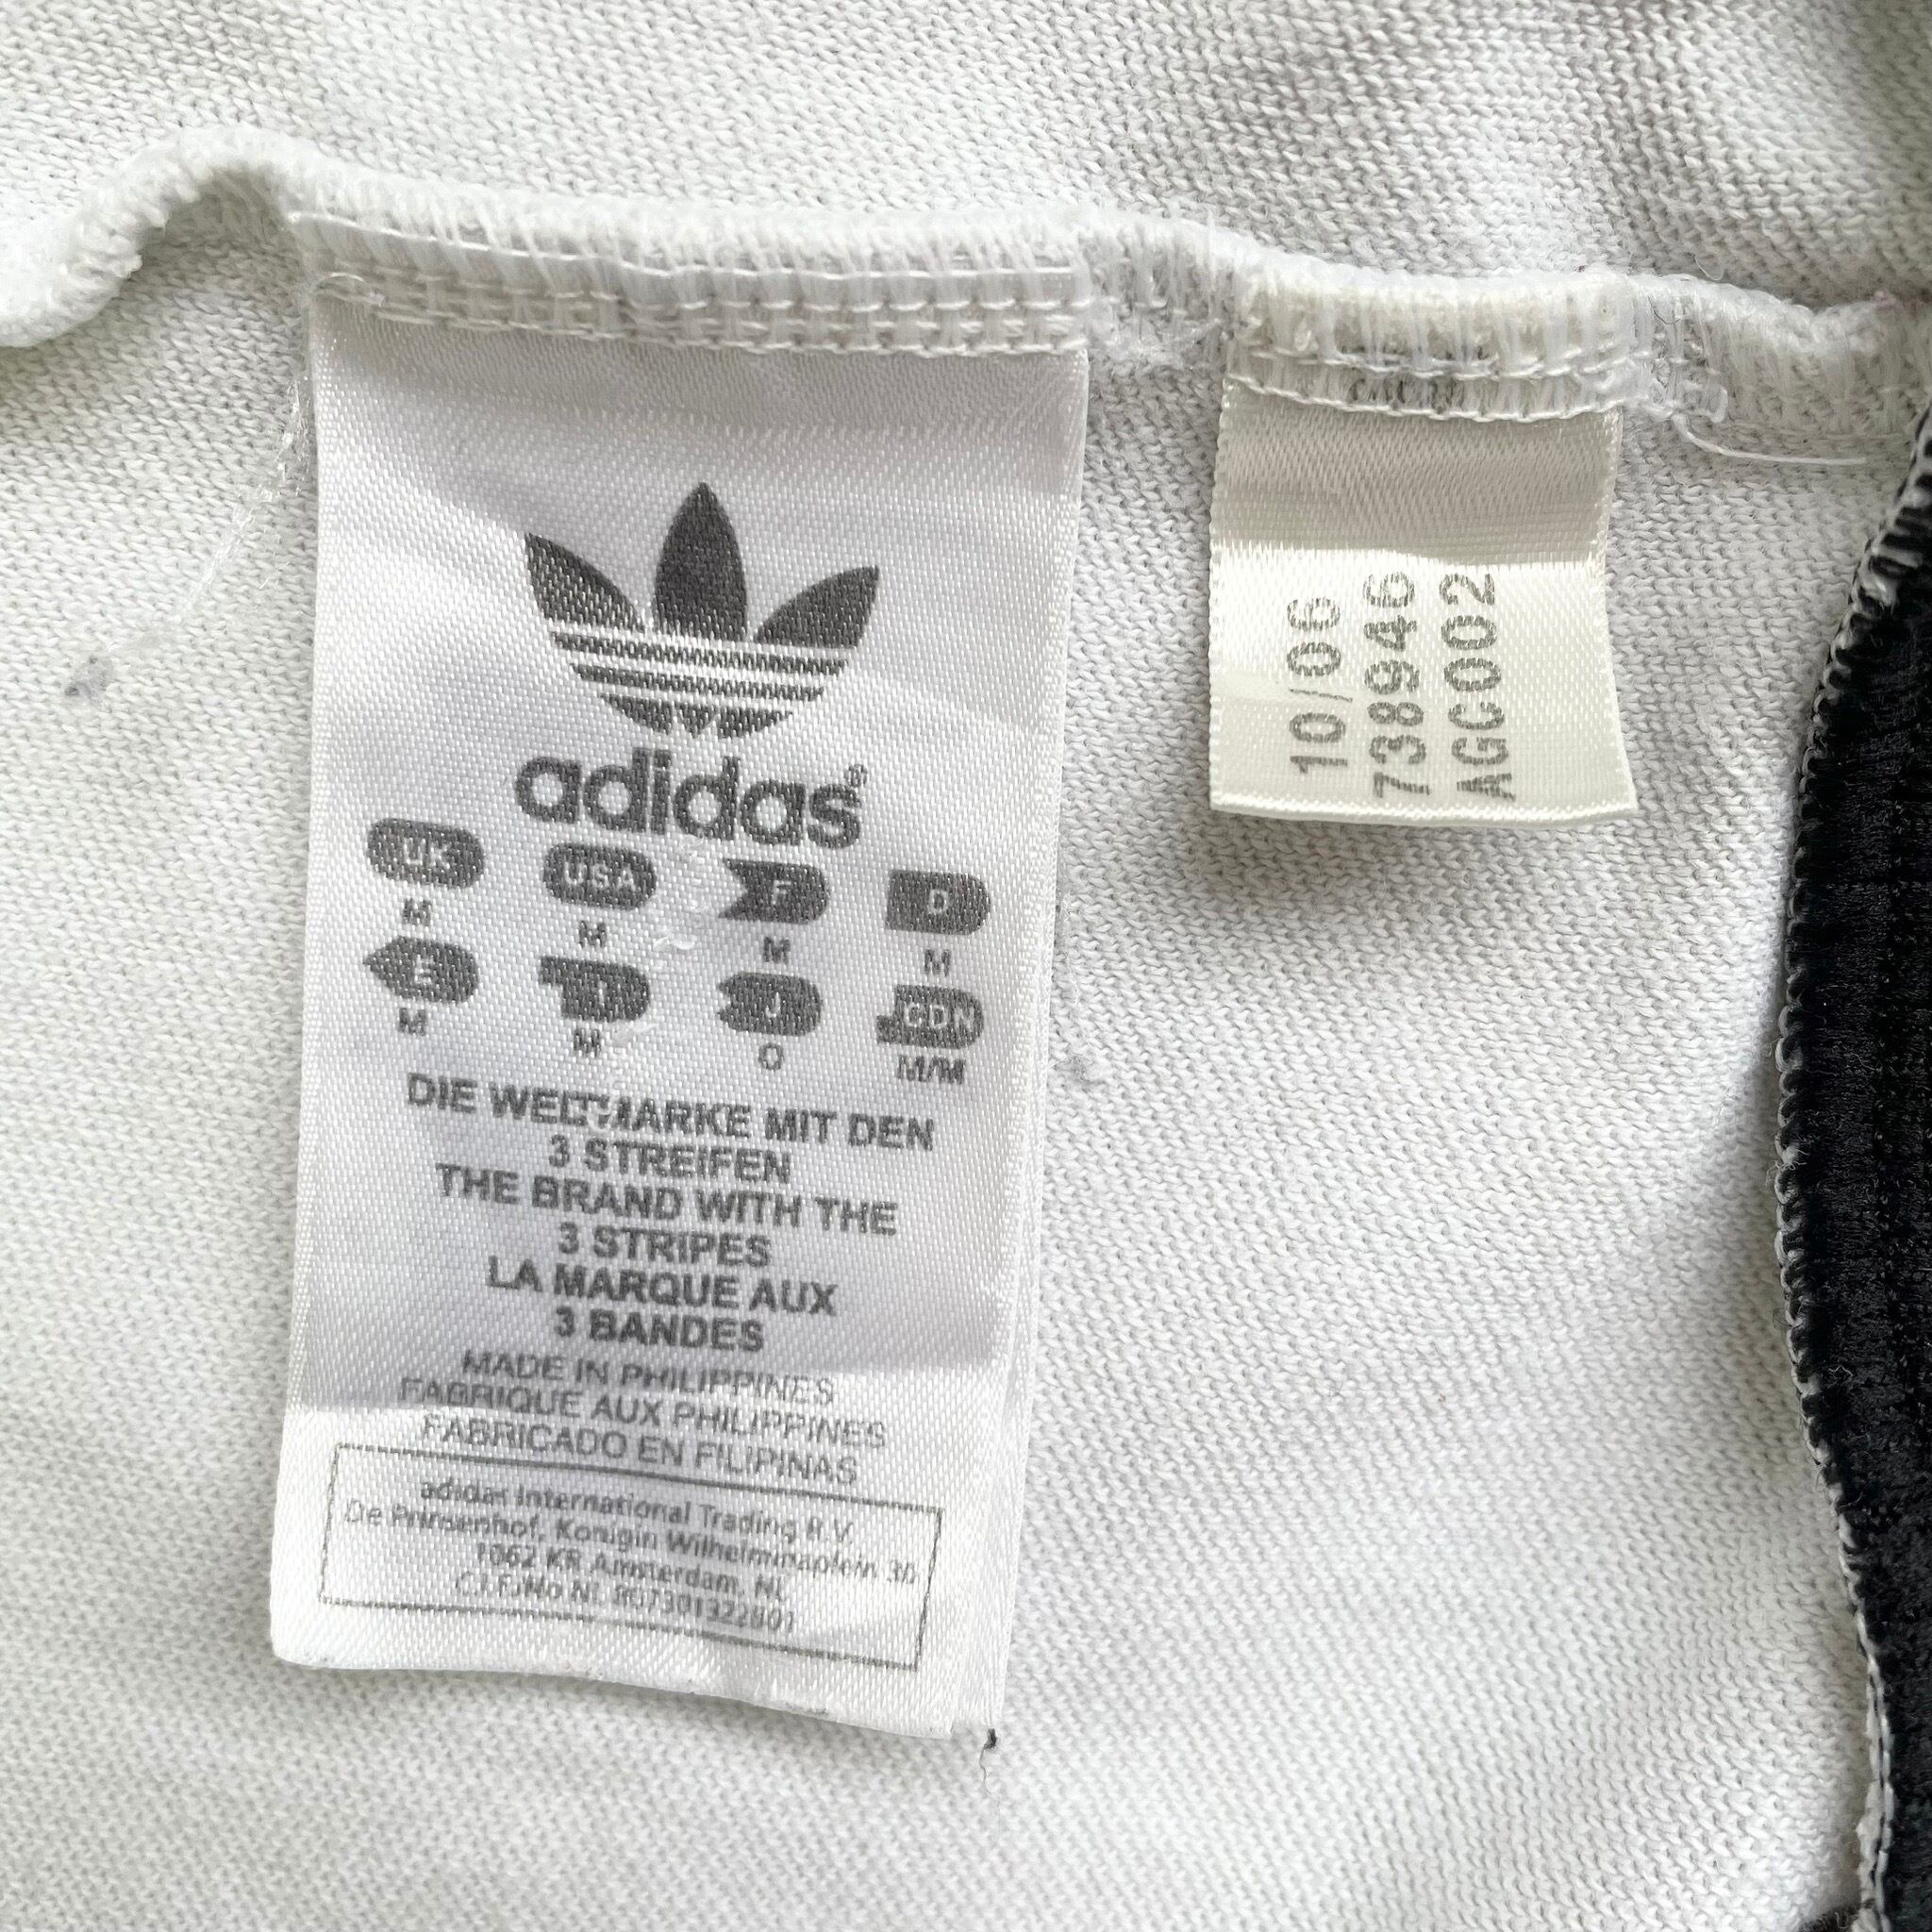 adidas®
UK USA F D
M M M M
E I J CDN
M M O M/M
DIE WELTMARKE MIT DEN
3 STREIFEN
THE BRAND WITH THE
3 STRIPES
LA MARQUE AUX
3 BANDES
MADE IN PHILIPPINES
FABRIQUE AUX PHILIPPINES
FABRICADO EN FILIPINAS
adidas International Trading B.V.
De Prinsenhof, Konigin Wilhelminaplein 30
1062 KR Amsterdam, NL
10/06
738946
AGC002